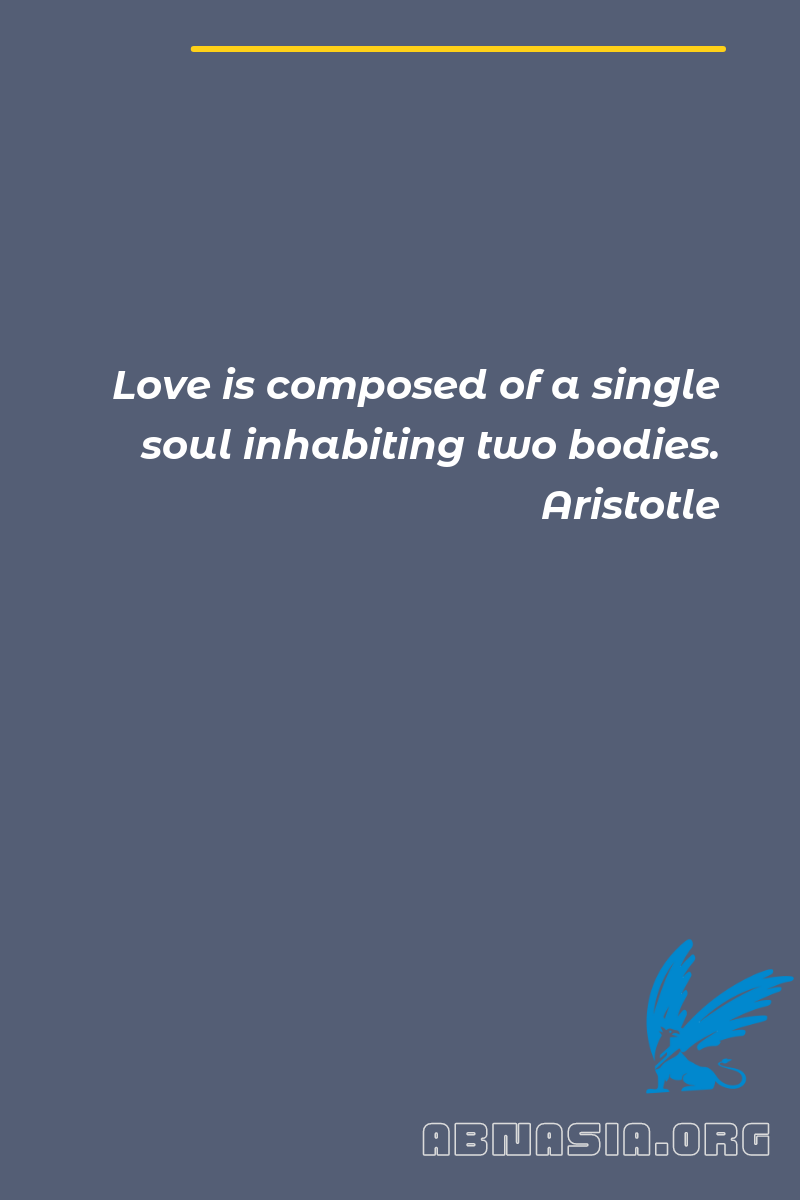 Love is composed of a single
soul inhabiting two bodies.
Aristotle
ABNASIA.ORG